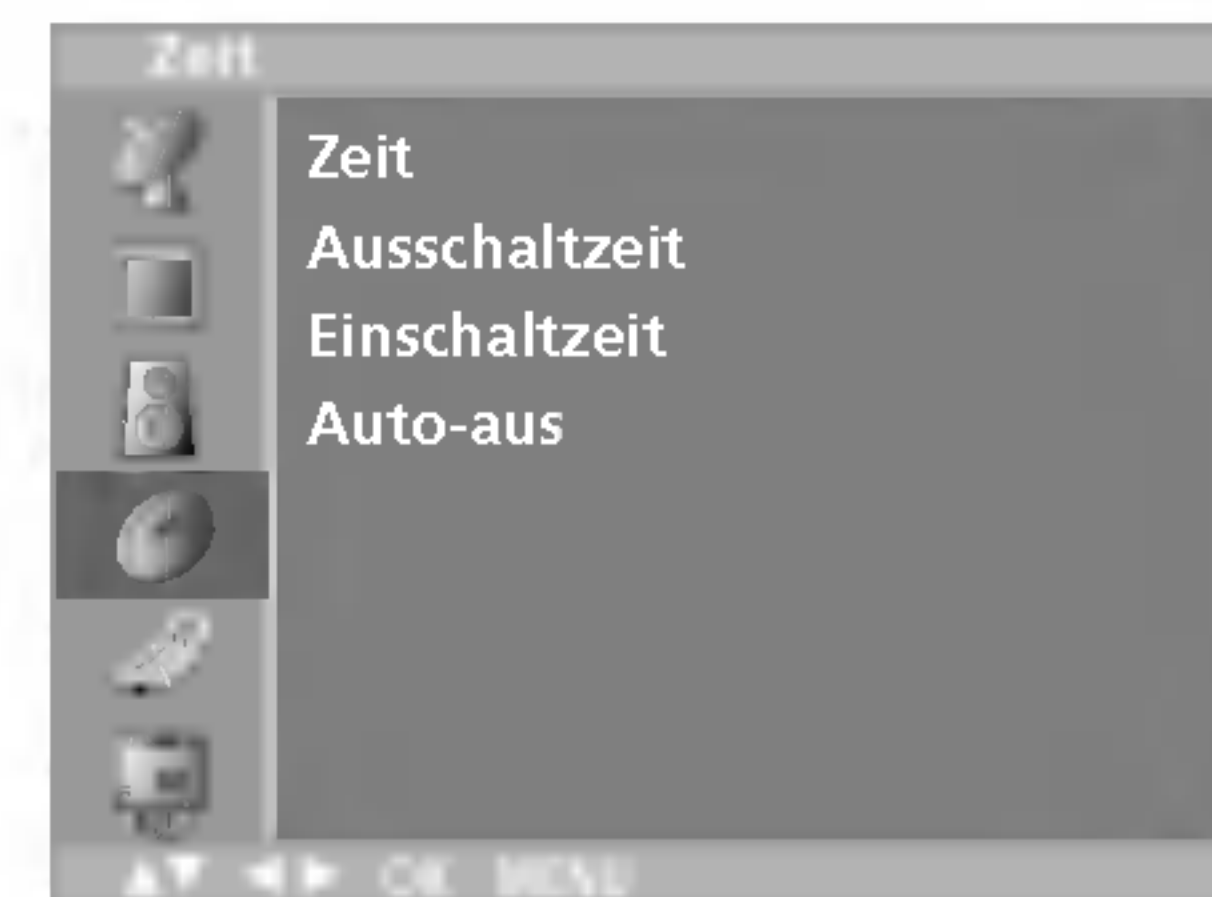 Zeit
Zeit
Ausschaltzeit
Einschaltzeit
Auto-aus
▲▼ ◀▶ OK MENU